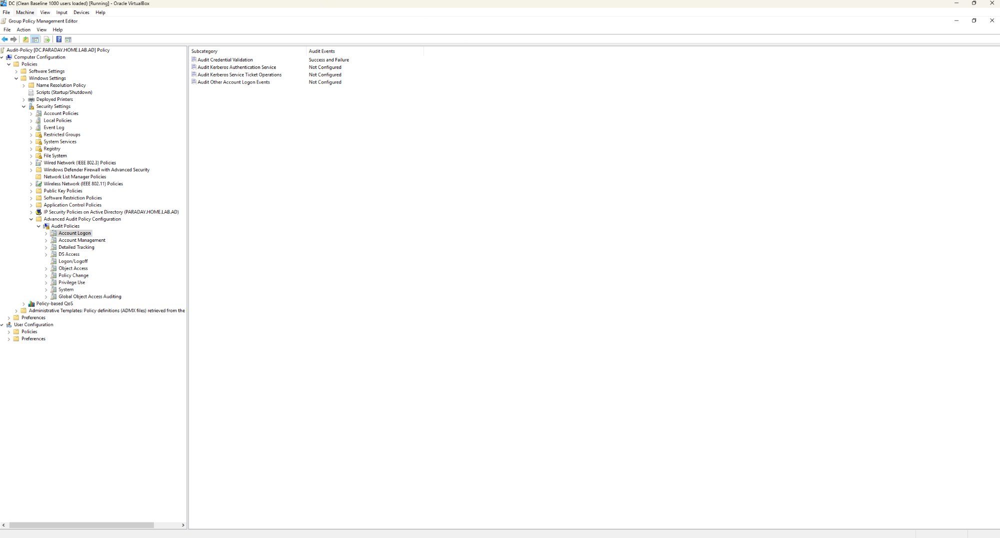 DC (Clean Baseline 1000 users loaded) [Running] - Oracle VirtualBox
File Machine View Input Devices Help
Group Policy Management Editor
File Action View Help
Audit-Policy [DC.PARADAY.HOME.LAB.AD] Policy
Computer Configuration
Policies
Software Settings
Windows Settings
Name Resolution Policy
Scripts (Startup/Shutdown)
Deployed Printers
Security Settings
Account Policies
Local Policies
Event Log
Restricted Groups
System Services
Registry
File System
Wired Network (IEEE 802.3) Policies
Windows Defender Firewall with Advanced Security
Network List Manager Policies
Wireless Network (IEEE 802.11) Policies
Public Key Policies
Software Restriction Policies
Application Control Policies
IP Security Policies on Active Directory (PARADAY.HOME.LAB.AD)
Advanced Audit Policy Configuration
Audit Policies
Account Logon
Account Management
Detailed Tracking
DS Access
Logon/Logoff
Object Access
Policy Change
Privilege Use
System
Global Object Access Auditing
Policy-based QoS
Administrative Templates: Policy definitions (ADMX files) retrieved from the
Preferences
User Configuration
Policies
Preferences
Subcategory Audit Events
Audit Credential Validation Success and Failure
Audit Kerberos Authentication Service Not Configured
Audit Kerberos Service Ticket Operations Not Configured
Audit Other Account Logon Events Not Configured